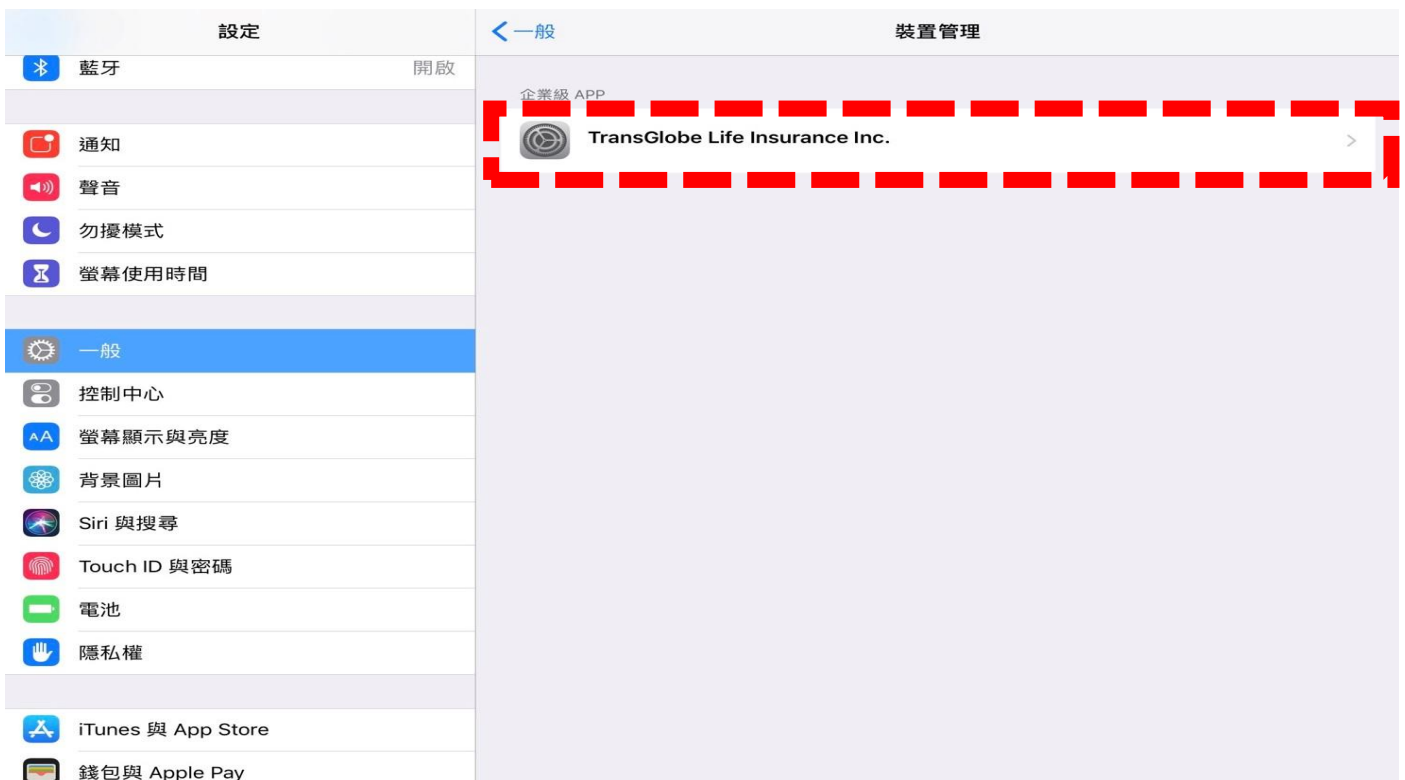 設定
藍牙 開啟
通知
聲音
勿擾模式
螢幕使用時間
一般
控制中心
AA 螢幕顯示與亮度
背景圖片
Siri 與搜尋
Touch ID 與密碼
電池
隱私權
iTunes 與 App Store
錢包與 Apple Pay
一般 裝置管理
企業級 APP
TransGlobe Life Insurance Inc.